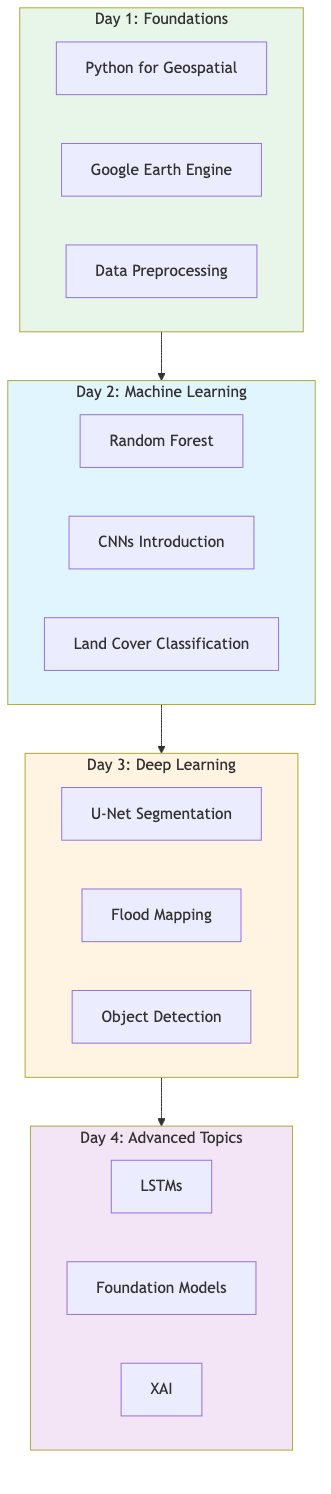 Day 1: Foundations
Python for Geospatial
Google Earth Engine
Data Preprocessing
Day 2: Machine Learning
Random Forest
CNNs Introduction
Land Cover Classification
Day 3: Deep Learning
U-Net Segmentation
Flood Mapping
Object Detection
Day 4: Advanced Topics
LSTMs
Foundation Models
XAI